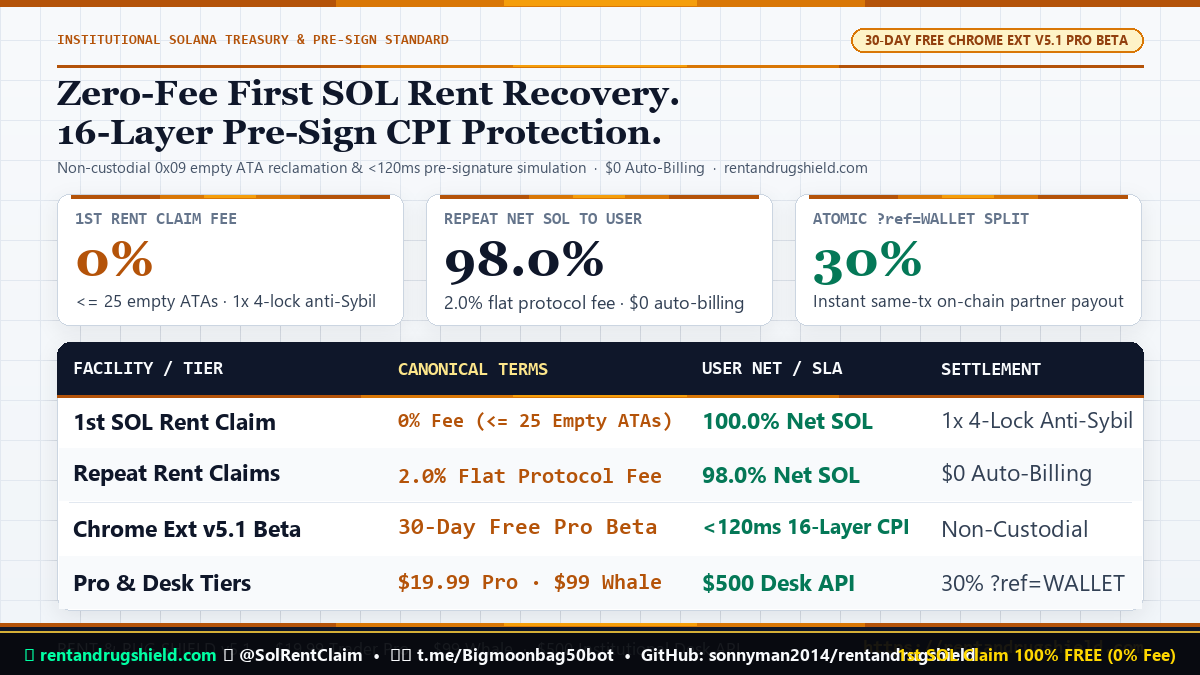 INSTITUTIONAL SOLANA TREASURY & PRE-SIGN STANDARD
30-DAY FREE CHROME EXT V5.1 PRO BETA
Zero-Fee First SOL Rent Recovery.
16-Layer Pre-Sign CPI Protection.
Non-custodial 0x09 empty ATA reclamation & <120ms pre-signature simulation · $0 Auto-Billing · rentandrugshield.com
1ST RENT CLAIM FEE
0%
<= 25 empty ATAs · 1x 4-lock anti-Sybil
REPEAT NET SOL TO USER
98.0%
2.0% flat protocol fee · $0 auto-billing
ATOMIC ?ref=WALLET SPLIT
30%
Instant same-tx on-chain partner payout
FACILITY / TIER CANONICAL TERMS USER NET / SLA SETTLEMENT
1st SOL Rent Claim 0% Fee (<= 25 Empty ATAs) 100.0% Net SOL 1x 4-Lock Anti-Sybil
Repeat Rent Claims 2.0% Flat Protocol Fee 98.0% Net SOL $0 Auto-Billing
Chrome Ext v5.1 Beta 30-Day Free Pro Beta <120ms 16-Layer CPI Non-Custodial
Pro & Desk Tiers $19.99 Pro · $99 Whale $500 Desk API 30% ?ref=WALLET
rentandrugshield.com @SolRentClaim • t.me/Bigmoonbag50bot • GitHub: sonnyman2014/rentandrugshield
1st SOL Claim 100% FREE (0% Fee)